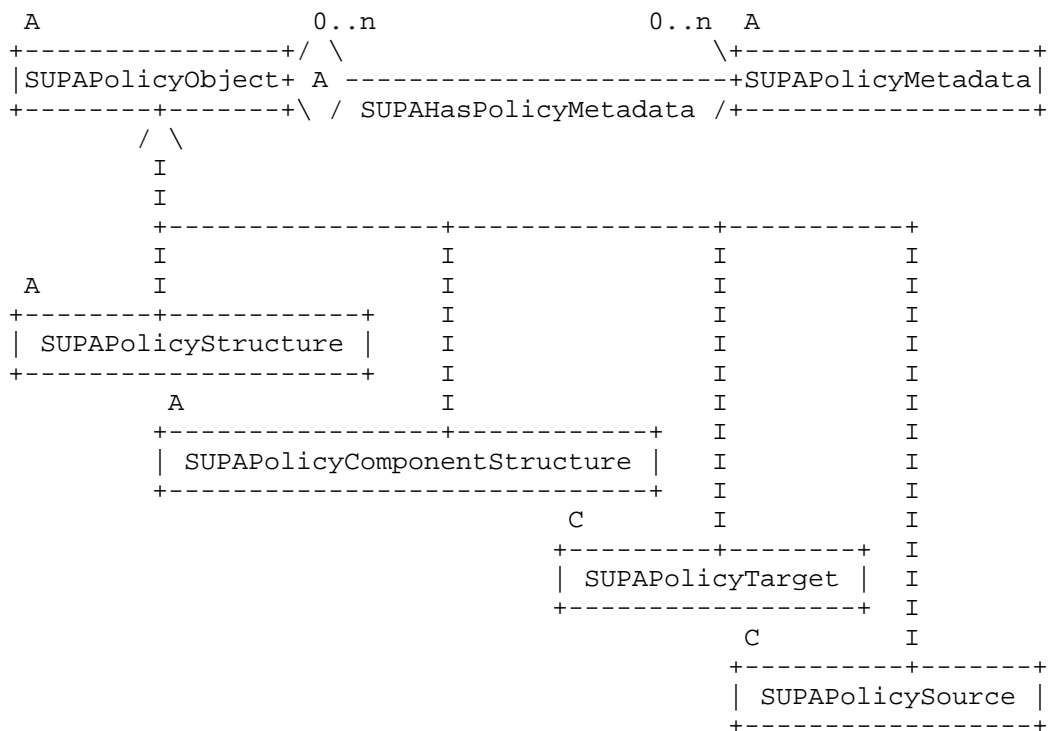 A 0..n 0..n A
+-----------------+/ \ \+------------------+
|SUPAPolicyObject+ A ------------------------+SUPAPolicyMetadata|
+--------+-------+\ / SUPAHasPolicyMetadata /+------------------+
/ \
I
I
+-----------------+----------------+-----------+
I I I I
A I I I I
+--------+------------+ I I I
| SUPAPolicyStructure | I I I
+---------------------+ I I I
A I I I
+-----------------+------------+ I I
| SUPAPolicyComponentStructure | I I
+------------------------------+ I I
C I I
+---------+--------+ I
| SUPAPolicyTarget | I
+------------------+ I
C I
+----------+-------+
| SUPAPolicySource |
+------------------+